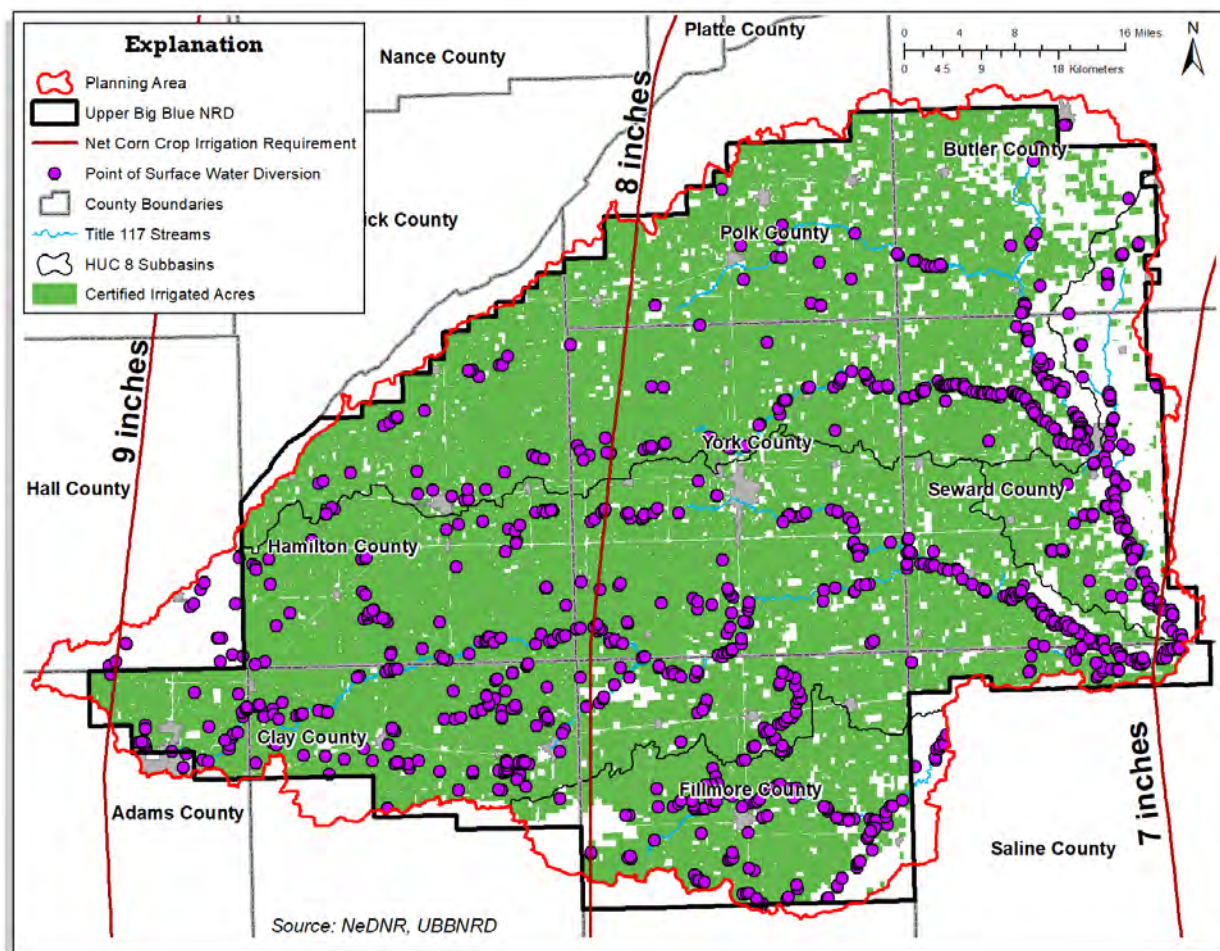 Explanation
Planning Area
Upper Big Blue NRD
Net Corn Crop Irrigation Requirement
Point of Surface Water Diversion
County Boundaries
Title 117 Streams
HUC 8 Subbasins
Certified Irrigated Acres
Platte County
Nance County
0 4 8 16 Miles
0 4.5 9 18 Kilometers
N
8 inches
Butler County
ick County
Polk County
9 inches
York County
Hall County
Seward County
Hamilton County
Clay County
Fillmore County
Adams County
7 inches
Saline County
Source: NeDNR, UBBNRD